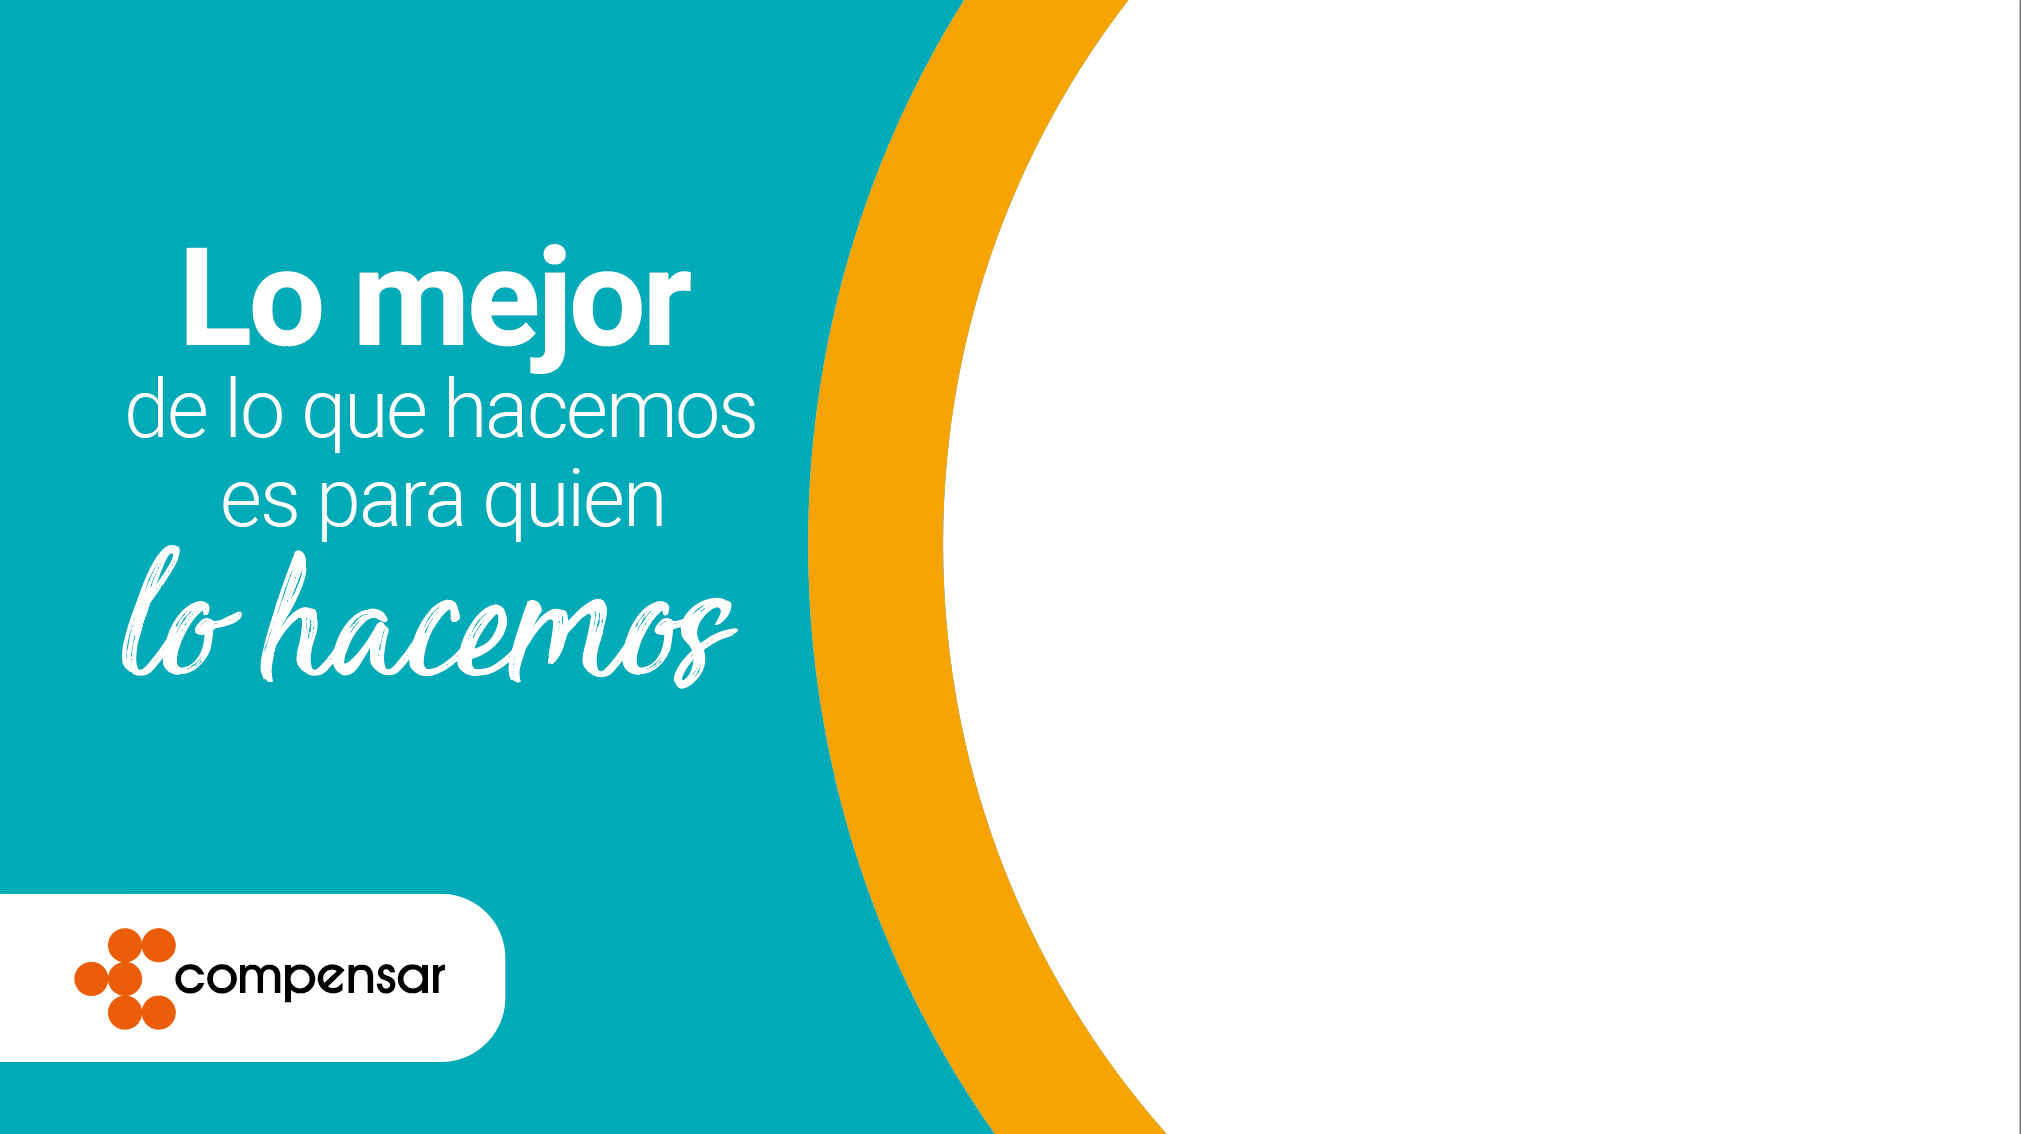 Lo mejor
de lo que hacemos
es para quien
lo hacemos
compensar